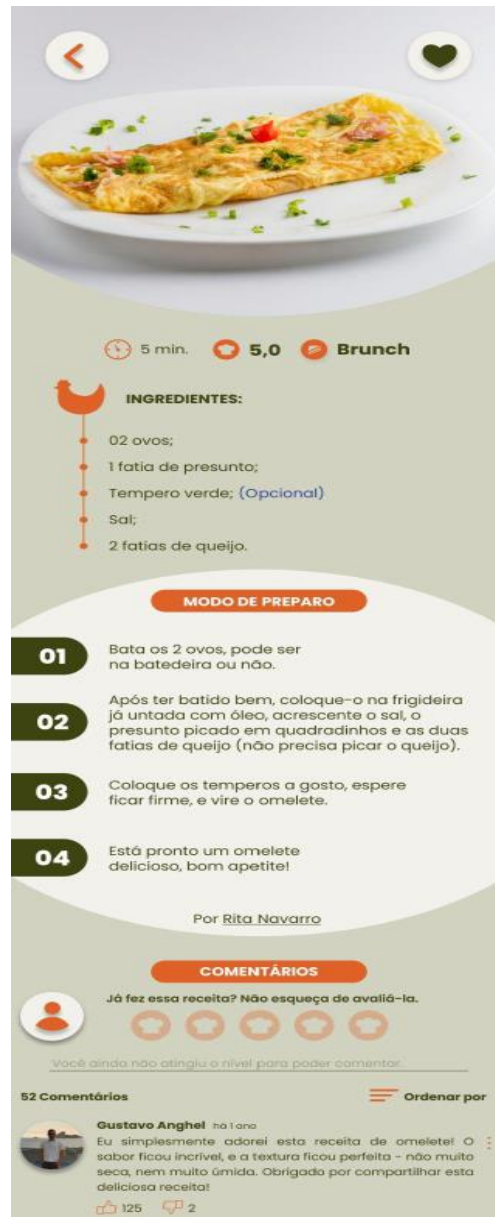 5 min. 5,0 Brunch
INGREDIENTES:
02 ovos;
1 fatia de presunto;
Tempero verde; (Opcional)
Sal;
2 fatias de queijo.
MODO DE PREPARO
01 Bata os 2 ovos, pode ser
na batedeira ou não.
02 Após ter batido bem, coloque-o na frigideira
já untada com óleo, acrescente o sal, o
presunto picado em quadradinhos e as duas
fatias de queijo (não precisa picar o queijo).
03 Coloque os temperos a gosto, espere
ficar firme, e vire o omelete.
04 Está pronto um omelete
delicioso, bom apetite!
Por Rita Navarro
COMENTÁRIOS
Já fez essa receita? Não esqueça de avaliá-la.
Você ainda não atingiu o nível para poder comentar.
52 Comentários Ordenar por
Gustavo Anghel há 1 ano
Eu simplesmente adorei esta receita de omelete! O
sabor ficou incrível, e a textura ficou perfeita - não muito
seca, nem muito úmida. Obrigado por compartilhar esta
deliciosa receita!
125 2